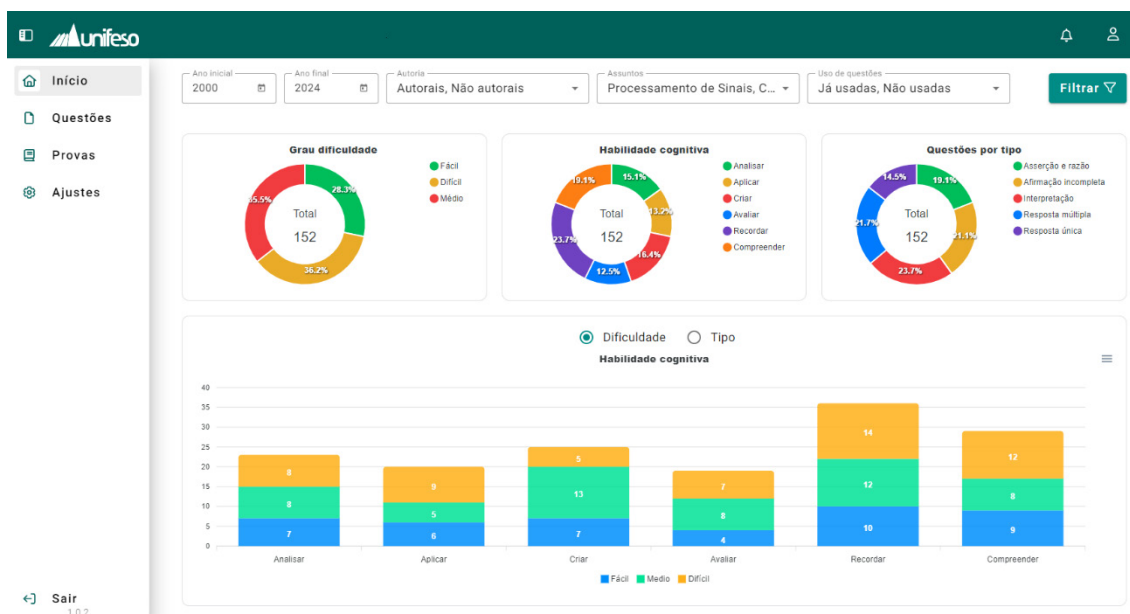 unifeso
Início
Questões
Provas
Ajustes
Sair
1.0.2
Ano inicial
2000
Ano final
2024
Autoria
Autorais, Não autorais
Assuntos
Processamento de Sinais, C...
Uso de questões
Já usadas, Não usadas
Filtrar
Grau dificuldade
28.3%
36.2%
35.5%
Total
152
Fácil
Difícil
Médio
Habilidade cognitiva
15.1%
13.2%
16.4%
12.5%
23.7%
19.1%
Total
152
Analisar
Aplicar
Criar
Avaliar
Recordar
Compreender
Questões por tipo
19.1%
21.1%
23.7%
21.7%
14.5%
Total
152
Asserção e razão
Afirmação incompleta
Interpretação
Resposta múltipla
Resposta única
Dificuldade Tipo
Habilidade cognitiva
40
35
30
25
20
15
10
5
0
8
8
7
9
5
6
5
13
7
7
8
4
14
12
10
12
8
9
Analisar Aplicar Criar Avaliar Recordar Compreender
Fácil Medio Difícil